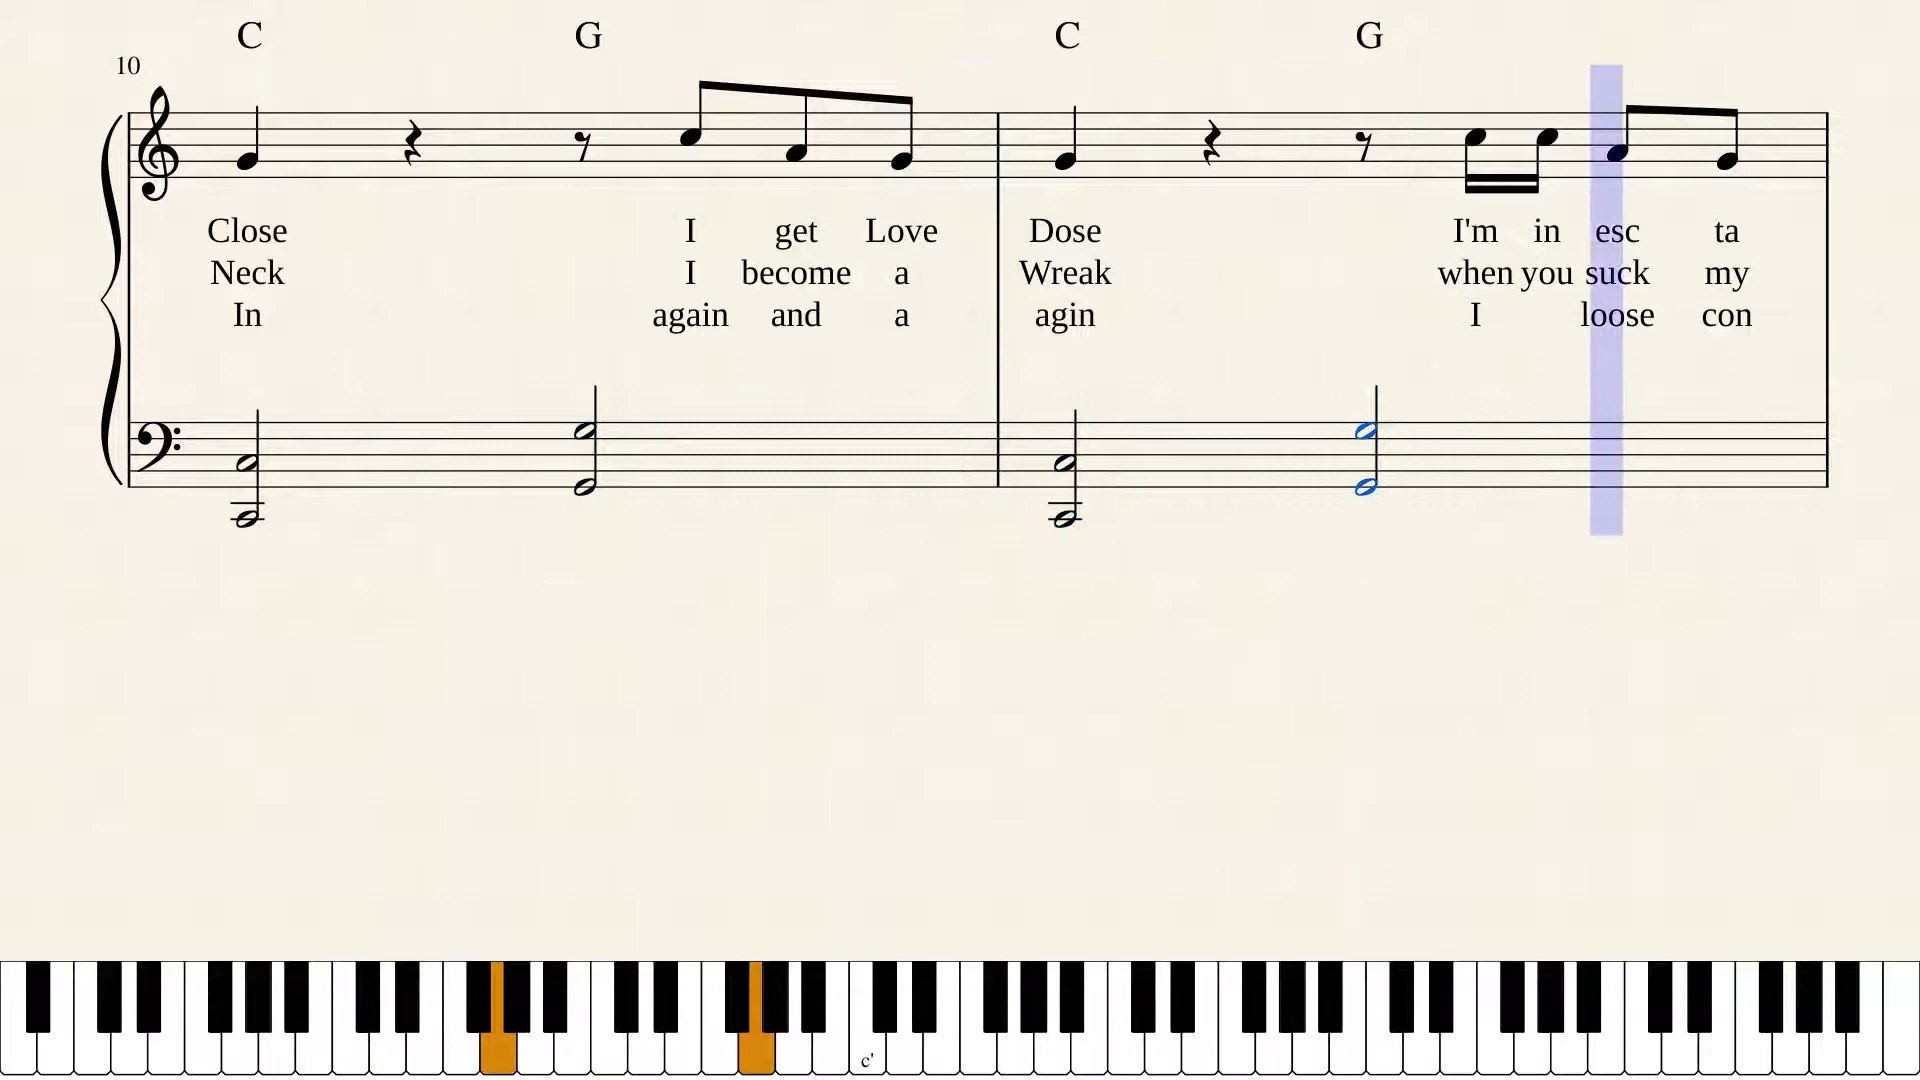 C G C G
10
Close I get Love Dose I'm in esc ta
Neck I become a Wreak when you suck my
In again and a agin I loose con
c'